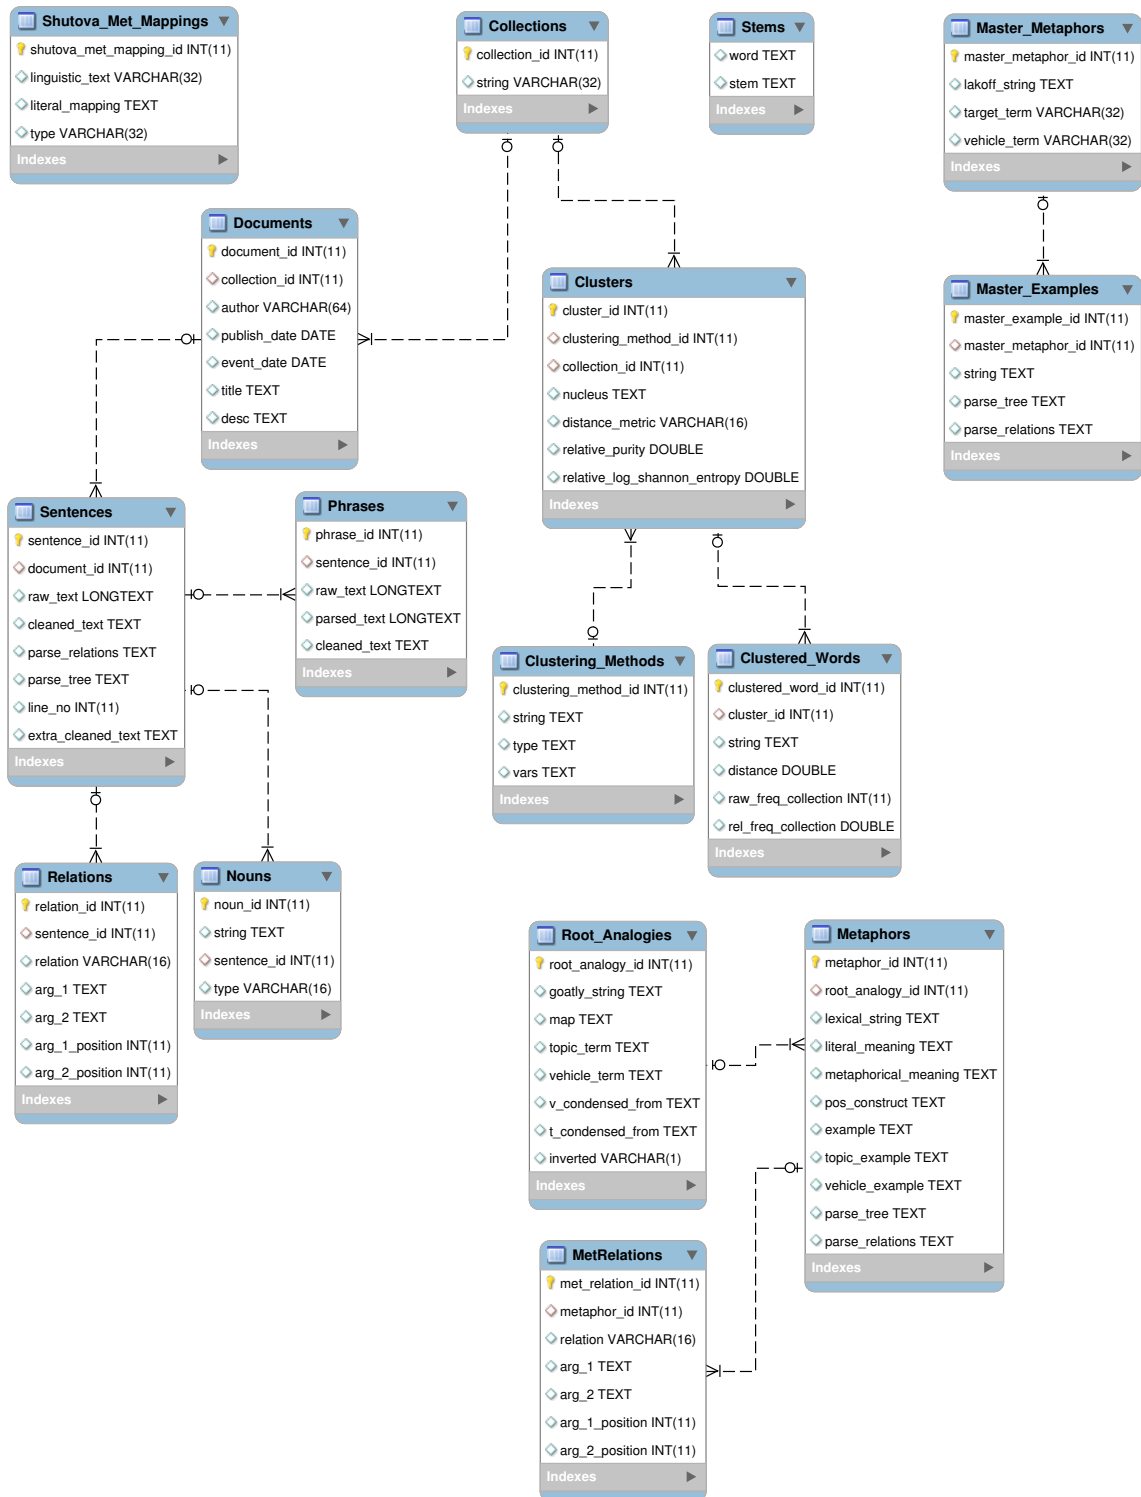 Shutova_Met_Mappings
shutova_met_mapping_id INT(11)
linguistic_text VARCHAR(32)
literal_mapping TEXT
type VARCHAR(32)
Indexes
Collections
collection_id INT(11)
string VARCHAR(32)
Indexes
Stems
word TEXT
stem TEXT
Indexes
Master_Metaphors
master_metaphor_id INT(11)
lakoff_string TEXT
target_term VARCHAR(32)
vehicle_term VARCHAR(32)
Indexes
Documents
document_id INT(11)
collection_id INT(11)
author VARCHAR(64)
publish_date DATE
event_date DATE
title TEXT
desc TEXT
Indexes
Clusters
cluster_id INT(11)
clustering_method_id INT(11)
collection_id INT(11)
nucleus TEXT
distance_metric VARCHAR(16)
relative_purity DOUBLE
relative_log_shannon_entropy DOUBLE
Indexes
Master_Examples
master_example_id INT(11)
master_metaphor_id INT(11)
string TEXT
parse_tree TEXT
parse_relations TEXT
Indexes
Sentences
sentence_id INT(11)
document_id INT(11)
raw_text LONGTEXT
cleaned_text TEXT
parse_relations TEXT
parse_tree TEXT
line_no INT(11)
extra_cleaned_text TEXT
Indexes
Phrases
phrase_id INT(11)
sentence_id INT(11)
raw_text LONGTEXT
parsed_text LONGTEXT
cleaned_text TEXT
Indexes
Clustering_Methods
clustering_method_id INT(11)
string TEXT
type TEXT
vars TEXT
Indexes
Clustered_Words
clustered_word_id INT(11)
cluster_id INT(11)
string TEXT
distance DOUBLE
raw_freq_collection INT(11)
rel_freq_collection DOUBLE
Indexes
Relations
relation_id INT(11)
sentence_id INT(11)
relation VARCHAR(16)
arg_1 TEXT
arg_2 TEXT
arg_1_position INT(11)
arg_2_position INT(11)
Indexes
Nouns
noun_id INT(11)
string TEXT
sentence_id INT(11)
type VARCHAR(16)
Indexes
Root_Analogies
root_analogy_id INT(11)
goatly_string TEXT
map TEXT
topic_term TEXT
vehicle_term TEXT
v_condensed_from TEXT
t_condensed_from TEXT
inverted VARCHAR(1)
Indexes
Metaphors
metaphor_id INT(11)
root_analogy_id INT(11)
lexical_string TEXT
literal_meaning TEXT
metaphorical_meaning TEXT
pos_construct TEXT
example TEXT
topic_example TEXT
vehicle_example TEXT
parse_tree TEXT
parse_relations TEXT
Indexes
MetRelations
met_relation_id INT(11)
metaphor_id INT(11)
relation VARCHAR(16)
arg_1 TEXT
arg_2 TEXT
arg_1_position INT(11)
arg_2_position INT(11)
Indexes